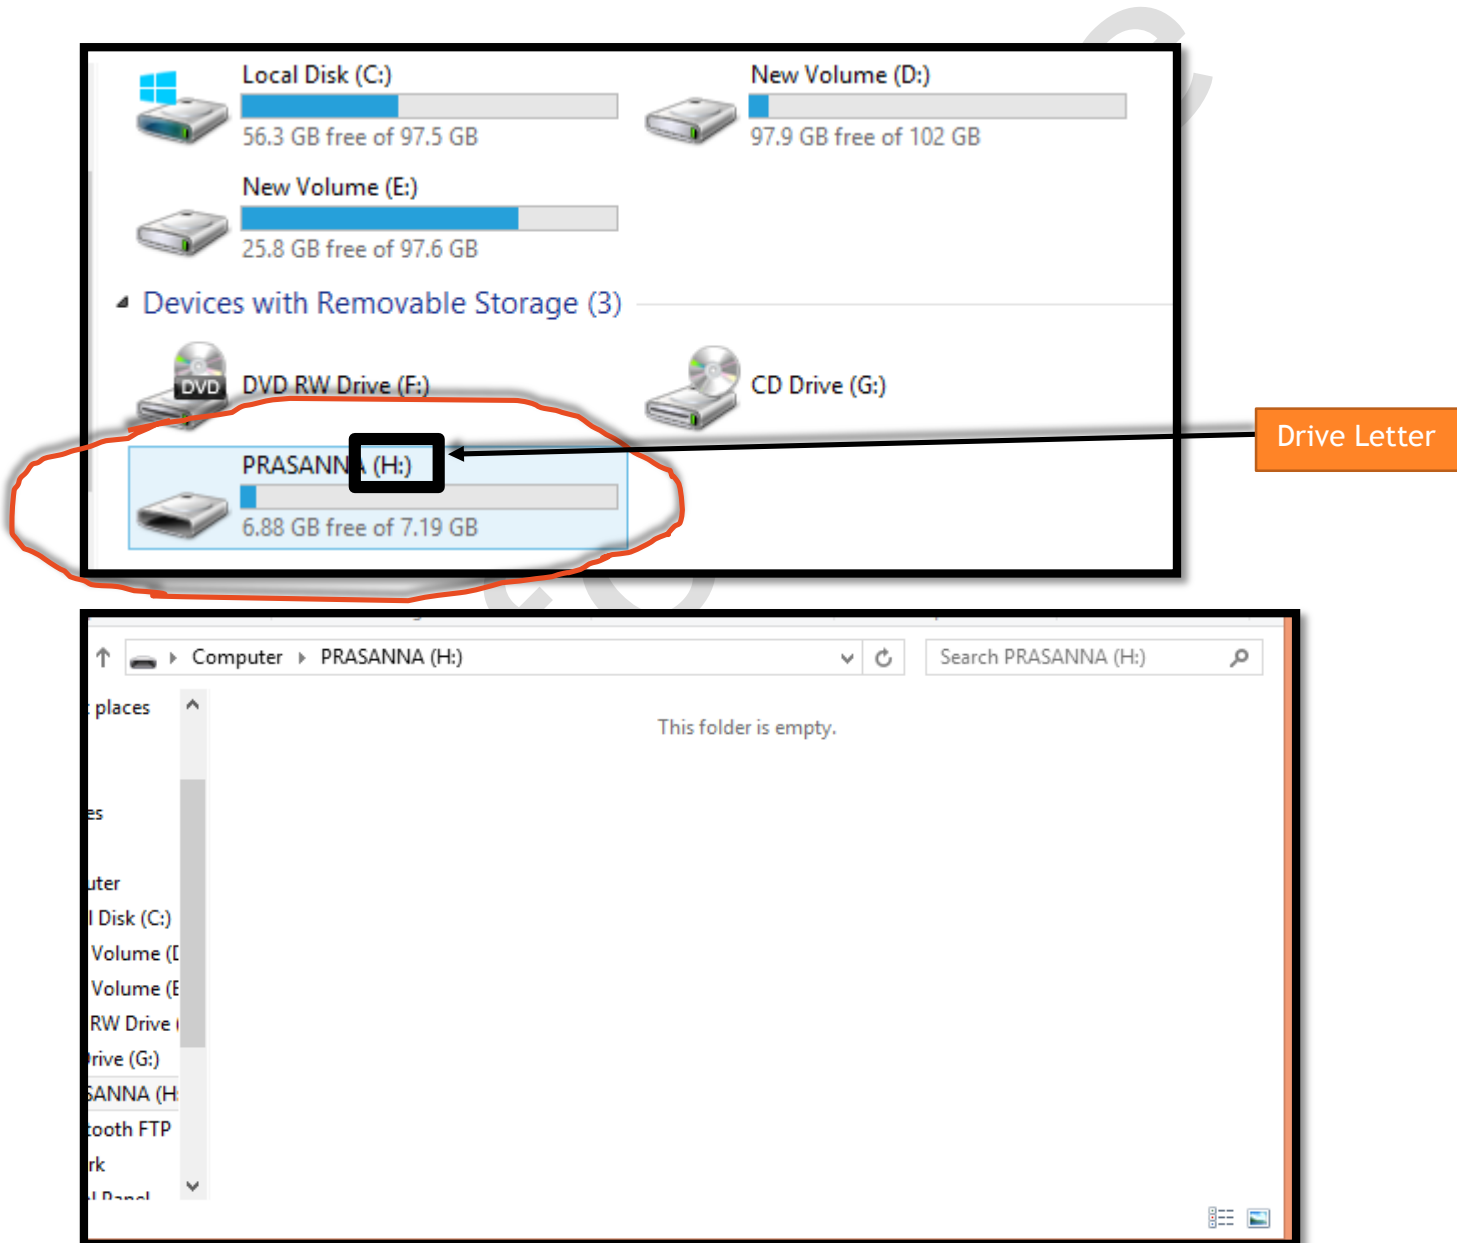 Local Disk (C:)
56.3 GB free of 97.5 GB
New Volume (D:)
97.9 GB free of 102 GB
New Volume (E:)
25.8 GB free of 97.6 GB
Devices with Removable Storage (3)
DVD
DVD RW Drive (F:)
CD Drive (G:)
PRASANNA (H:)
6.88 GB free of 7.19 GB
Drive Letter
Computer PRASANNA (H:)
Search PRASANNA (H:)
places
This folder is empty.
es
uter
l Disk (C:)
Volume (
Volume (E
RW Drive (
rive (G:)
SANNA (H:
tooth FTP
rk